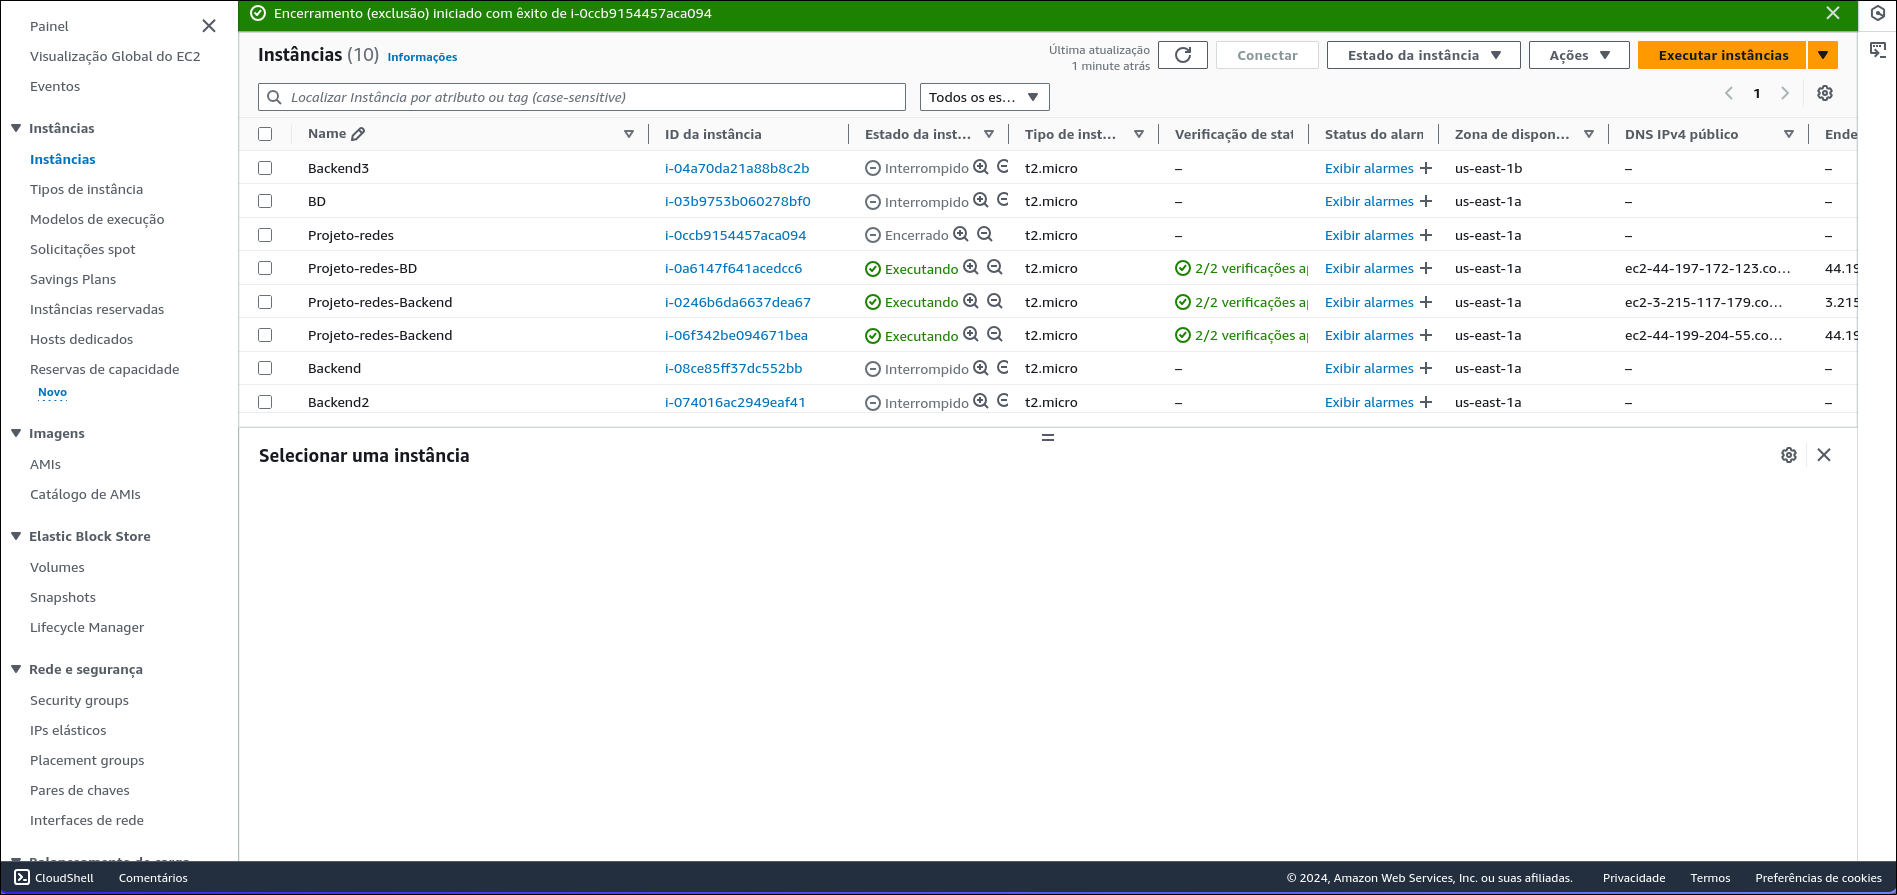 Painel
Visualização Global do EC2
Eventos
Instâncias
Instâncias
Tipos de instância
Modelos de execução
Solicitações spot
Savings Plans
Instâncias reservadas
Hosts dedicados
Reservas de capacidade
Novo
Imagens
AMIs
Catálogo de AMIs
Elastic Block Store
Volumes
Snapshots
Lifecycle Manager
Rede e segurança
Security groups
IPs elásticos
Placement groups
Pares de chaves
Interfaces de rede
Encerramento (exclusão) iniciado com êxito de i-0ccb9154457aca094
Instâncias (10) Informações
Última atualização
1 minute atrás
Conectar Estado da instância Ações Executar instâncias
Localizar Instância por atributo ou tag (case-sensitive) Todos os es... 1
Name ID da instância Estado da inst... Tipo de inst... Verificação de stat Status do alarm Zona de dispon... DNS IPv4 público Ende
Backend3 i-04a70da21a88b8c2b Interrompido t2.micro – Exibir alarmes + us-east-1b – –
BD i-03b9753b060278bf0 Interrompido t2.micro – Exibir alarmes + us-east-1a – –
Projeto-redes i-0ccb9154457aca094 Encerrado t2.micro – Exibir alarmes + us-east-1a – –
Projeto-redes-BD i-0a6147f641acedcc6 Executando t2.micro 2/2 verificações ap Exibir alarmes + us-east-1a ec2-44-197-172-123.co... 44.19
Projeto-redes-Backend i-0246b6da6637dea67 Executando t2.micro 2/2 verificações ap Exibir alarmes + us-east-1a ec2-3-215-117-179.co... 3.215
Projeto-redes-Backend i-06f342be094671bea Executando t2.micro 2/2 verificações ap Exibir alarmes + us-east-1a ec2-44-199-204-55.co... 44.19
Backend i-08ce85ff37dc552bb Interrompido t2.micro – Exibir alarmes + us-east-1a – –
Backend2 i-074016ac2949eaf41 Interrompido t2.micro – Exibir alarmes + us-east-1a – –
Selecionar uma instância
CloudShell Comentários © 2024, Amazon Web Services, Inc. ou suas afiliadas. Privacidade Termos Preferências de cookies